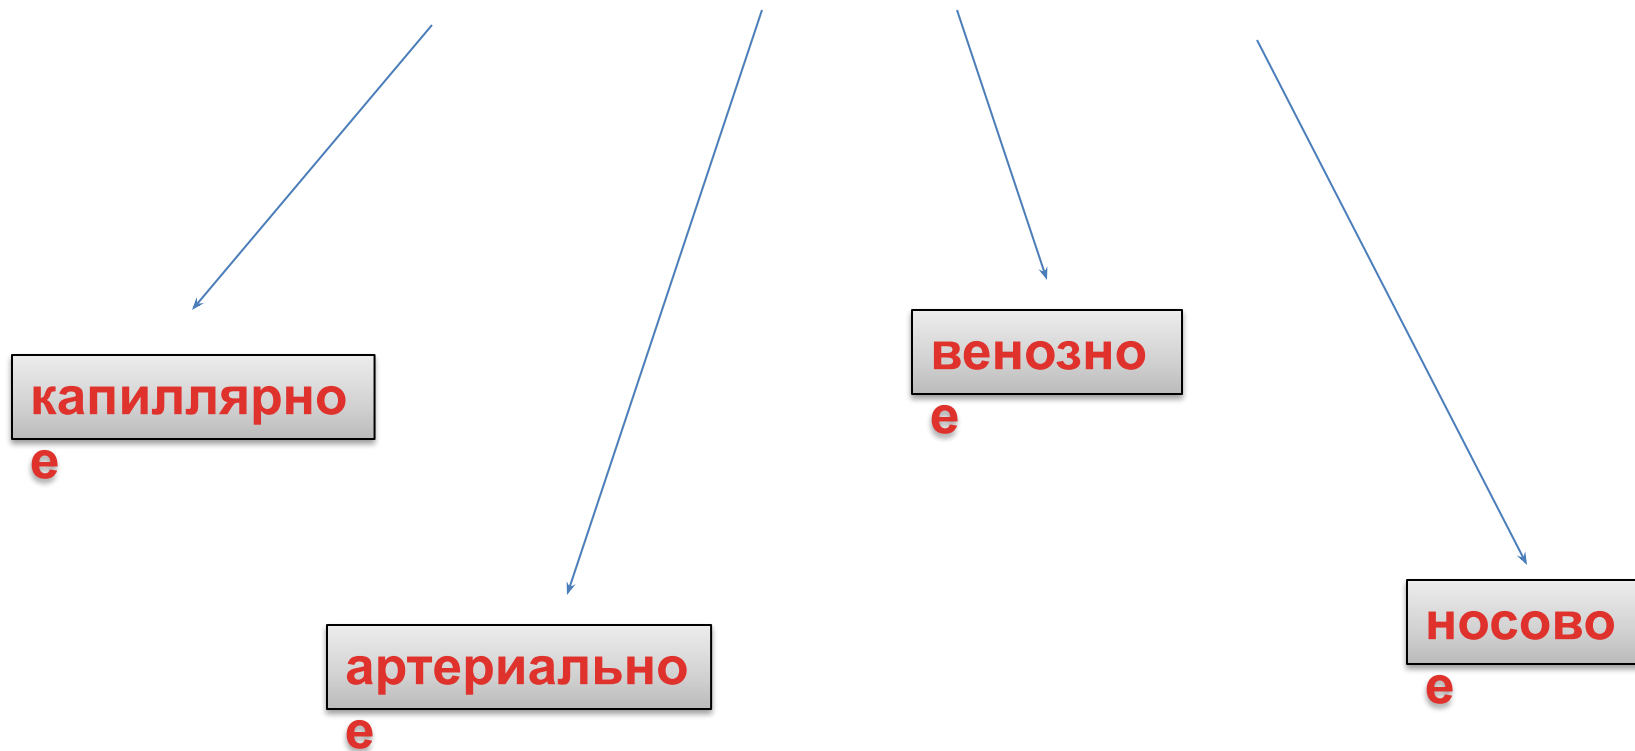 капиллярно
е
артериально
е
венозно
е
носово
е